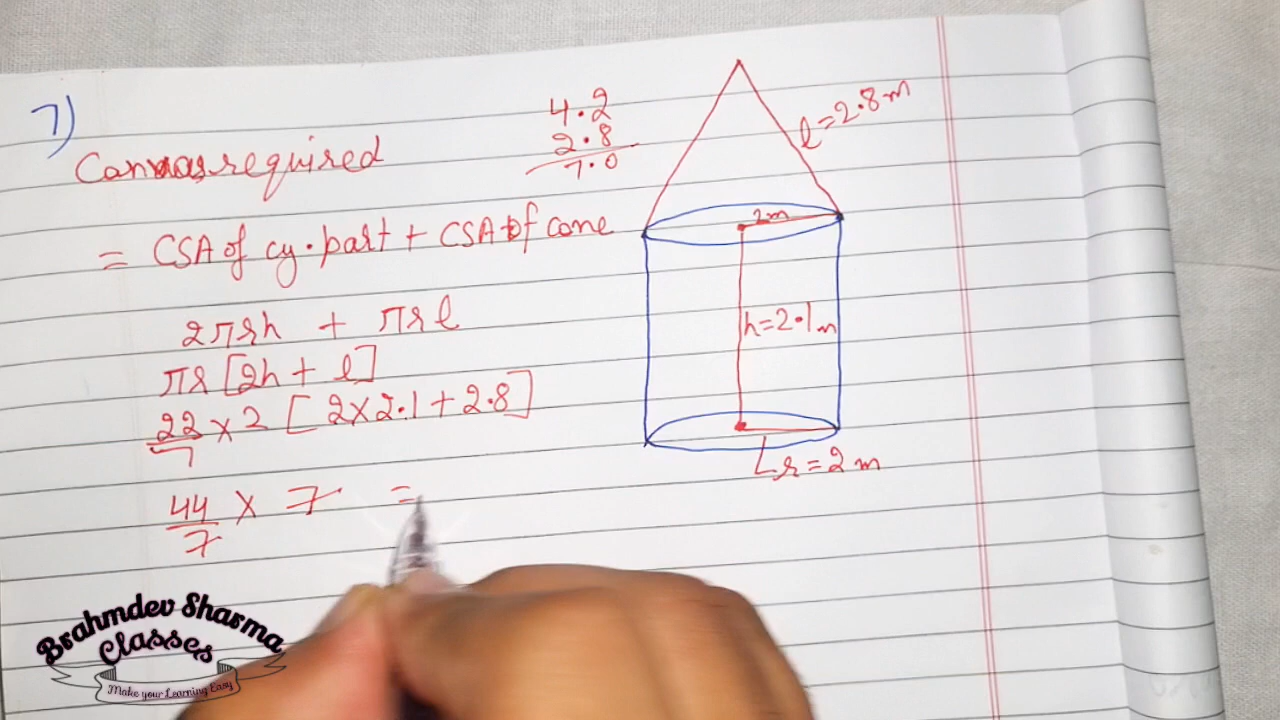 7)
Canvas required
= CSA of cy. part + CSA of cone
2πrh + πrl
πr [2h + l]
22/7 × 2 [ 2×2.1 + 2.8]
44/7 × 7 =
4.2
2.8
7.0
l=2.8m
2m
h=2.1m
r=2m
Brahmdev Sharma
Classes
Make your Learning Easy